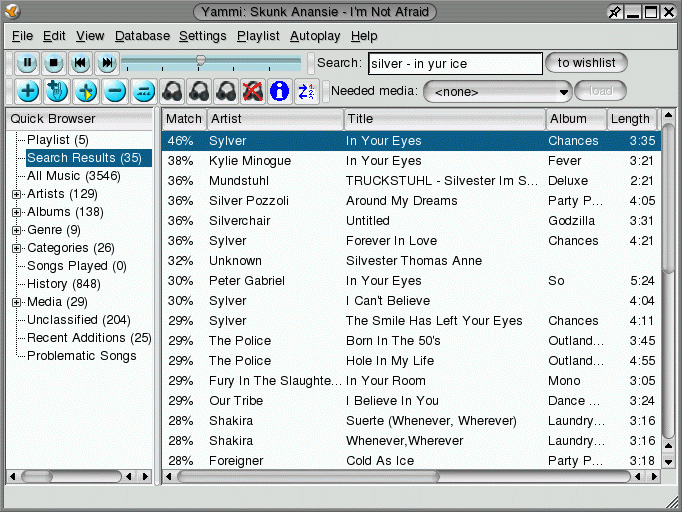 Yammi: Skunk Anansie - I'm Not Afraid
File Edit View Database Settings Playlist Autoplay Help
Search: silver - in yur ice to wishlist
Needed media: <none> load
Quick Browser
Playlist (5)
Search Results (35)
All Music (3546)
Artists (129)
Albums (138)
Genre (9)
Categories (26)
Songs Played (0)
History (848)
Media (29)
Unclassified (204)
Recent Additions (25)
Problematic Songs
Match Artist Title Album Length
46% Sylver In Your Eyes Chances 3:35
38% Kylie Minogue In Your Eyes Fever 3:21
36% Mundstuhl TRUCKSTUHL - Silvester Im S... Deluxe 2:21
36% Silver Pozzoli Around My Dreams Party P... 4:05
36% Silverchair Untitled Godzilla 3:31
36% Sylver Forever In Love Chances 4:21
32% Unknown Silvester Thomas Anne
30% Peter Gabriel In Your Eyes So 5:24
30% Sylver I Can't Believe 4:04
29% Sylver The Smile Has Left Your Eyes Chances 4:11
29% The Police Born In The 50's Outland... 3:45
29% The Police Hole In My Life Outland... 4:55
29% Fury In The Slaughte... In Your Room Mono 3:05
29% Our Tribe I Believe In You Dance ... 3:24
28% Shakira Suerte (Whenever, Wherever) Laundry... 3:16
28% Shakira Whenever,Wherever Laundry... 3:16
28% Foreigner Cold As Ice Party P... 3:18